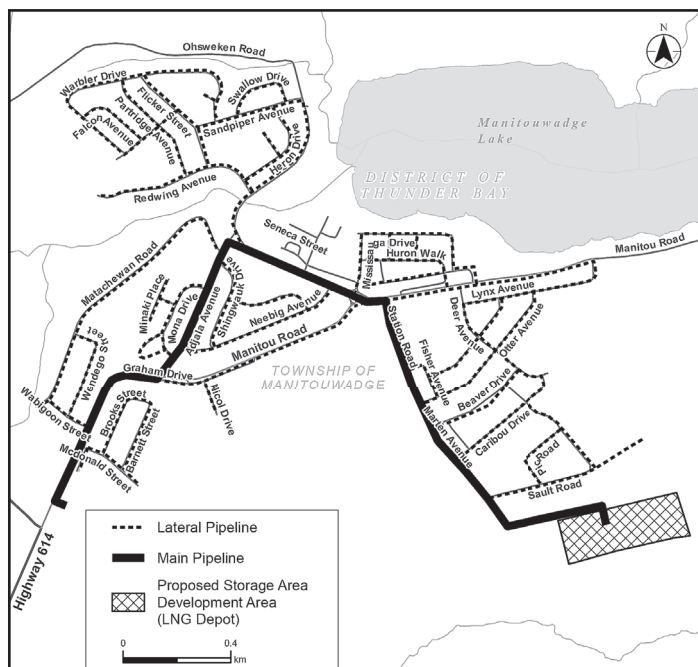 N
Ohsweken Road
Warbler Drive
Flicker Street
Swallow Drive
Partridge Avenue
Falcon Avenue
Sandpiper Avenue
Heron Drive
Redwing Avenue
Manitouwadge
Lake
DISTRICT OF
THUNDER BAY
Seneca Street
Mississauga Drive
Huron Walk
Manitou Road
Lynx Avenue
Matachewan Road
Minaki Place
Mona Drive
Adjala Avenue
Shingwauk Drive
Neebig Avenue
Manitou Road
Station Road
Deer Avenue
Otter Avenue
Fisher Avenue
Beaver Drive
TOWNSHIP OF
MANITOUWADGE
Graham Drive
Nicol Drive
Wendego Street
Wabigoon Street
Brooks Street
Barnett Street
Mcdonald Street
Marten Avenue
Caribou Drive
Pic Road
Sault Road
Highway 614
Lateral Pipeline
Main Pipeline
Proposed Storage Area
Development Area
(LNG Depot)
0 0.4
km